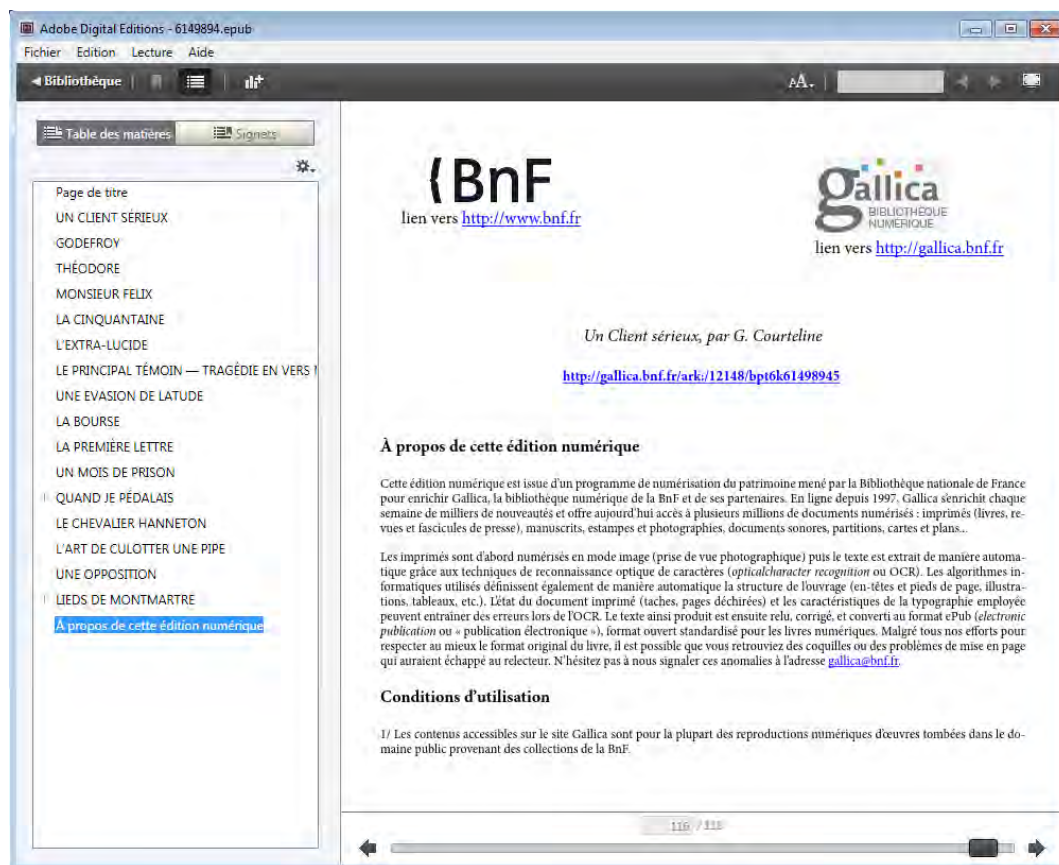 Adobe Digital Editions - 6149894.epub
Fichier Edition Lecture Aide
Bibliothèque
AA
Table des matières
Signets
Page de titre
UN CLIENT SÉRIEUX
GODEFROY
THÉODORE
MONSIEUR FELIX
LA CINQUANTAINE
L'EXTRA-LUCIDE
LE PRINCIPAL TÉMOIN — TRAGÉDIE EN VERS
UNE EVASION DE LATUDE
LA BOURSE
LA PREMIÈRE LETTRE
UN MOIS DE PRISON
QUAND JE PÉDALAIS
LE CHEVALIER HANNETON
L'ART DE CULOTTER UNE PIPE
UNE OPPOSITION
LIEDS DE MONTMARTRE
À propos de cette édition numérique
{BnF
lien vers http://www.bnf.fr
Gallica
BIBLIOTHÈQUE
NUMÉRIQUE
lien vers http://gallica.bnf.fr
Un Client sérieux, par G. Courteline
http://gallica.bnf.fr/ark:/12148/bpt6k61498945
À propos de cette édition numérique
Cette édition numérique est issue d'un programme de numérisation du patrimoine mené par la Bibliothèque nationale de France
pour enrichir Gallica, la bibliothèque numérique de la BnF et de ses partenaires. En ligne depuis 1997, Gallica s'enrichit chaque
semaine de milliers de nouveautés et offre aujourd'hui accès à plusieurs millions de documents numérisés : imprimés (livres, re-
vues et fascicules de presse), manuscrits, estampes et photographies, documents sonores, partitions, cartes et plans...
Les imprimés sont d'abord numérisés en mode image (prise de vue photographique) puis le texte est extrait de manière automa-
tique grâce aux techniques de reconnaissance optique de caractères (opticalcharacter recognition ou OCR). Les algorithmes in-
formatiques utilisés définissent également de manière automatique la structure de l'ouvrage (en-têtes et pieds de page, illustra-
tions, tableaux, etc.). L'état du document imprimé (taches, pages déchirées) et les caractéristiques de la typographie employée
peuvent entraîner des erreurs lors de l'OCR. Le texte ainsi produit est ensuite relu, corrigé, et converti au format ePub (electronic
publication ou « publication électronique »), format ouvert standardisé pour les livres numériques. Malgré tous nos efforts pour
respecter au mieux le format original du livre, il est possible que vous retrouviez des coquilles ou des problèmes de mise en page
qui auraient échappé au relecteur. N'hésitez pas à nous signaler ces anomalies à l'adresse gallica@bnf.fr.
Conditions d'utilisation
1/ Les contenus accessibles sur le site Gallica sont pour la plupart des reproductions numériques d'œuvres tombées dans le do-
maine public provenant des collections de la BnF.